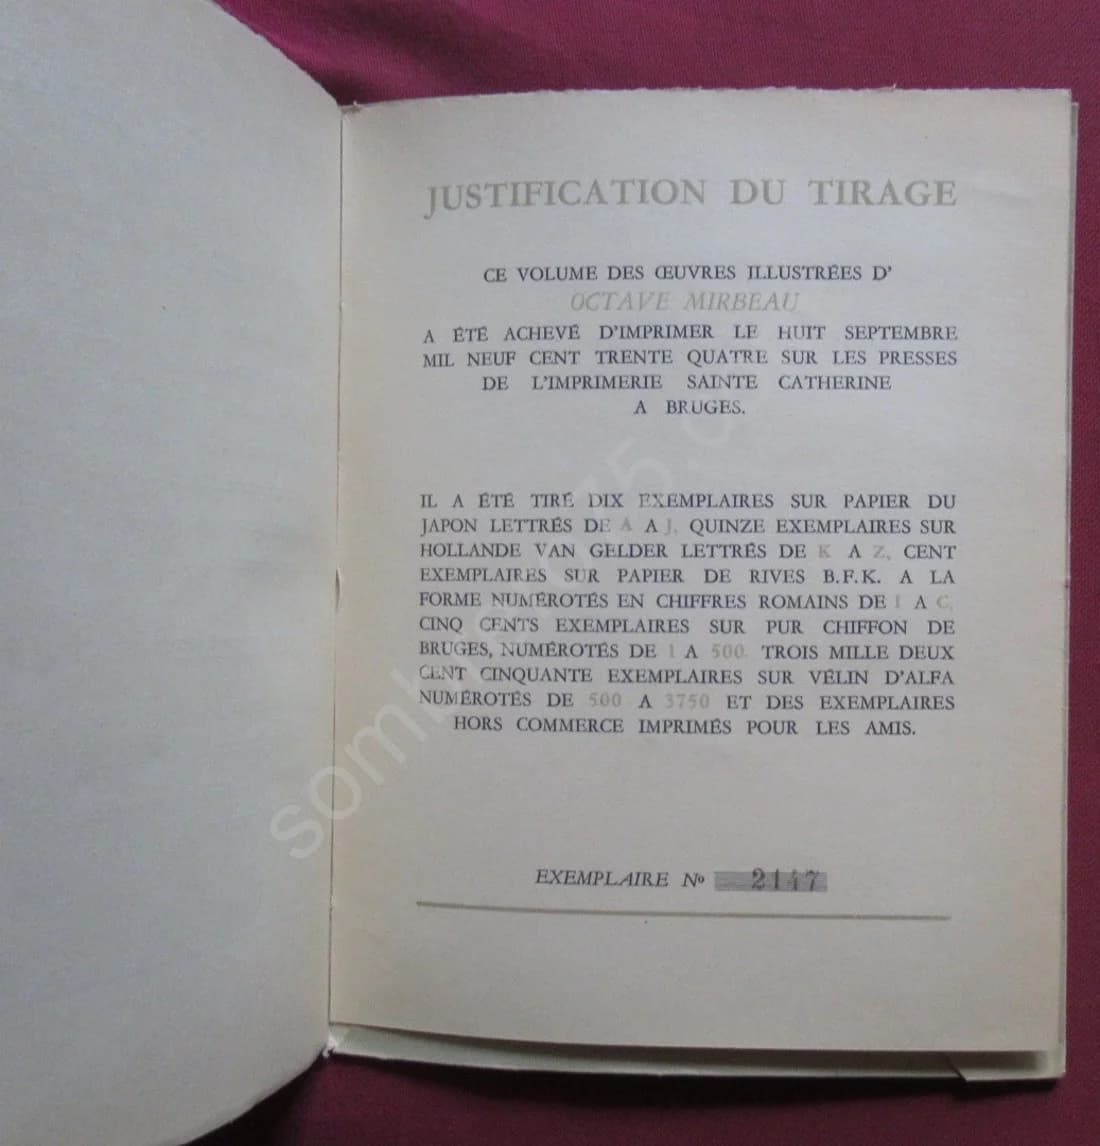 JUSTIFICATION DU TIRAGE
CE VOLUME DES ŒUVRES ILLUSTRÉES D'
OCTAVE MIRBEAU
A ÉTÉ ACHEVÉ D'IMPRIMER LE HUIT SEPTEMBRE
MIL NEUF CENT TRENTE QUATRE SUR LES PRESSES
DE L'IMPRIMERIE SAINTE CATHERINE
A BRUGES.
IL A ÉTÉ TIRÉ DIX EXEMPLAIRES SUR PAPIER DU
JAPON LETTRÉS DE A A J, QUINZE EXEMPLAIRES SUR
HOLLANDE VAN GELDER LETTRÉS DE K A Z, CENT
EXEMPLAIRES SUR PAPIER DE RIVES B.F.K. A LA
FORME NUMÉROTÉS EN CHIFFRES ROMAINS DE I A C,
CINQ CENTS EXEMPLAIRES SUR PUR CHIFFON DE
BRUGES, NUMÉROTÉS DE 1 A 500. TROIS MILLE DEUX
CENT CINQUANTE EXEMPLAIRES SUR VÉLIN D'ALFA
NUMÉROTÉS DE 500 A 3750 ET DES EXEMPLAIRES
HORS COMMERCE IMPRIMÉS POUR LES AMIS.
EXEMPLAIRE Nº 2147